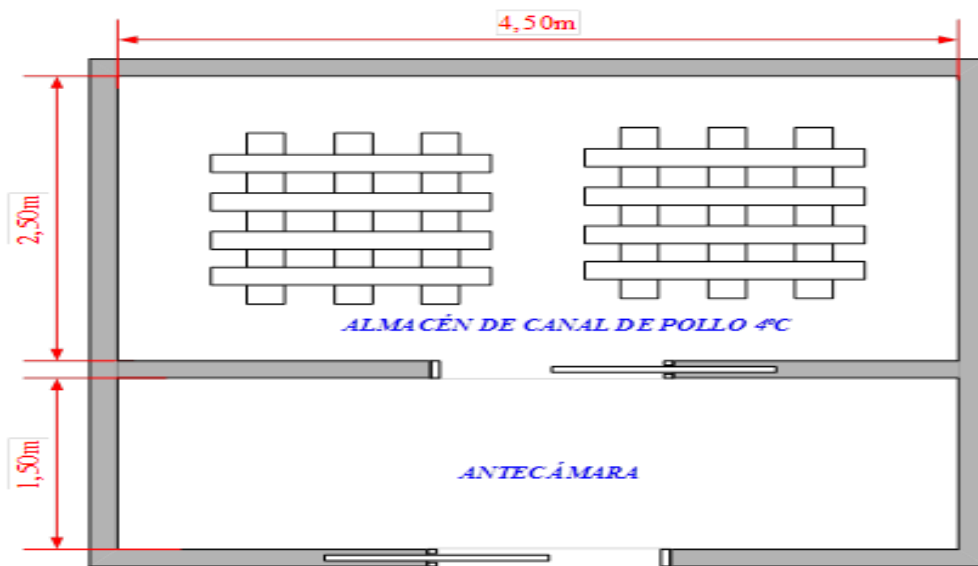 4,50m
2,50m
ALMACÉN DE CANAL DE POLLO 4ºC
1,50m
ANTECÁMARA